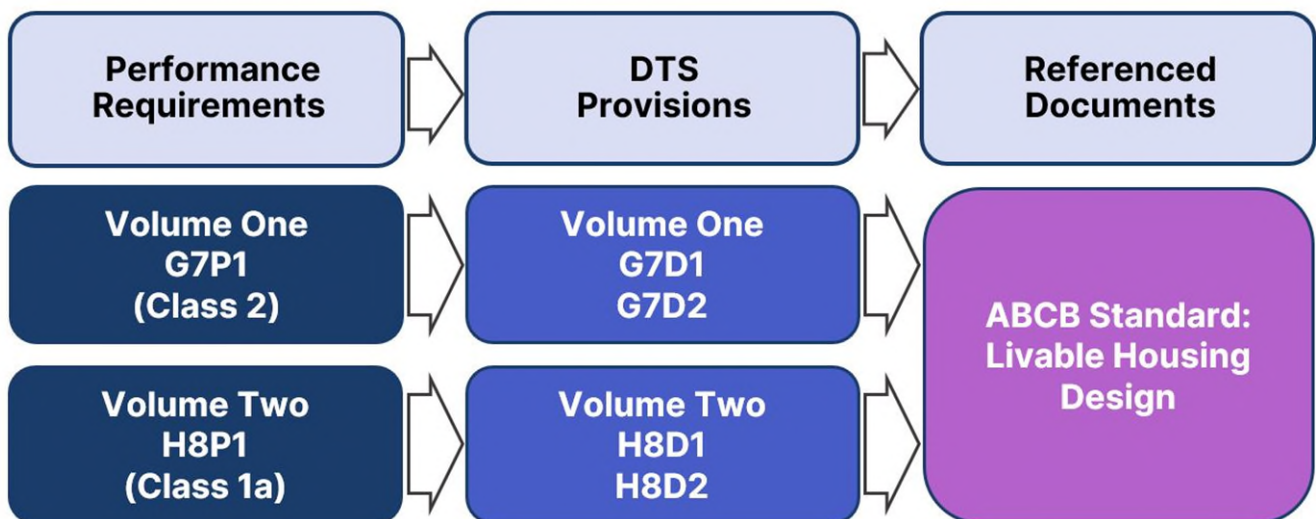 Performance
Requirements
DTS
Provisions
Referenced
Documents
Volume One
G7P1
(Class 2)
Volume One
G7D1
G7D2
ABCB Standard:
Livable Housing
Design
Volume Two
H8P1
(Class 1a)
Volume Two
H8D1
H8D2